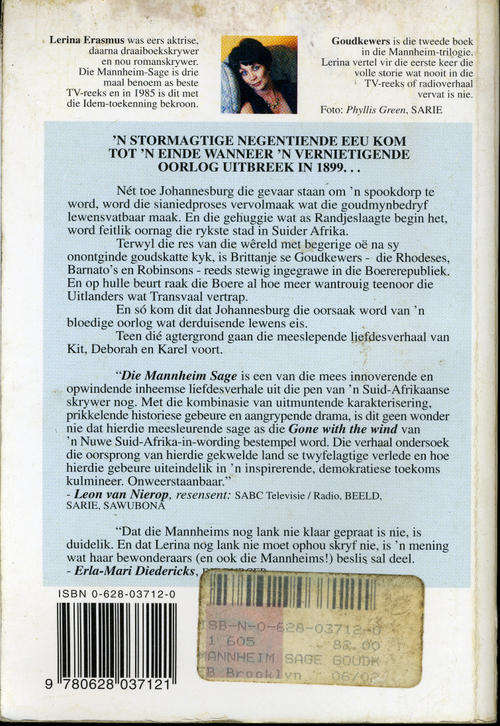 Lerina Erasmus was eers aktrise,
daarna draaiboekskrywer
en nou romanskrywer.
Die Mannheim-Sage is drie
maal benoem as beste
TV-reeks en in 1985 is dit met
die Idem-toekenning bekroon.
Goudkewers is die tweede boek
in die Mannheim-trilogie.
Lerina vertel vir die eerste keer die
volle storie wat nooit in die
TV-reeks of radioverhaal
vervat is nie.
Foto: Phyllis Green, SARIE
'N STORMAGTIGE NEGENTIENDE EEU KOM
TOT 'N EINDE WANNEER 'N VERNIETIGENDE
OORLOG UITBREEK IN 1899. . .
Nét toe Johannesburg die gevaar staan om 'n spookdorp te
word, word die sianiedproses vervolmaak wat die goudmynbedryf
lewensvatbaar maak. En die gehuggie wat as Randjeslaagte begin het,
word feitlik oornag die rykste stad in Suider Afrika.
Terwyl die res van die wêreld met begerige oë na sy
onontginde goudskatte kyk, is Brittanje se Goudkewers - die Rhodeses,
Barnato's en Robinsons - reeds stewig ingegrawe in die Boererepubliek.
En op hulle beurt raak die Boere al hoe meer wantrouig teenoor die
Uitlanders wat Transvaal vertrap.
En só kom dit dat Johannesburg die oorsaak word van 'n
bloedige oorlog wat derduisende lewens eis.
Teen dié agtergrond gaan die meeslepende liefdesverhaal van
Kit, Deborah en Karel voort.
"Die Mannheim Sage is een van die mees innoverende en
opwindende inheemse liefdesverhale uit die pen van 'n Suid-Afrikaanse
skrywer nog. Met die kombinasie van uitmuntende karakterisering,
prikkelende historiese gebeure en aangrypende drama, is dit geen wonder
nie dat hierdie meesleurende sage as die Gone with the wind van
'n Nuwe Suid-Afrika-in-wording bestempel word. Die verhaal ondersoek
die oorsprong van hierdie gekwelde land se twyfelagtige verlede en hoe
hierdie gebeure uiteindelik in 'n inspirerende, demokratiese toekoms
kulmineer. Onweerstaanbaar."
- Leon van Nierop, resensent: SABC Televisie / Radio, BEELD,
SARIE, SAWUBONA
"Dat die Mannheims nog lank nie klaar gepraat is nie, is
duidelik. En dat Lerina nog lank nie moet ophou skryf nie, is 'n mening
wat haar bewonderaars (en ook die Mannheims!) beslis sal deel.
- Erla-Mari Diedericks,
ISBN 0-628-03712-0
9 780628 037121
ISB-N-0-628-03712-0
1 605 88.00
MANNHEIM SAGE GOUDK
Brooklyn